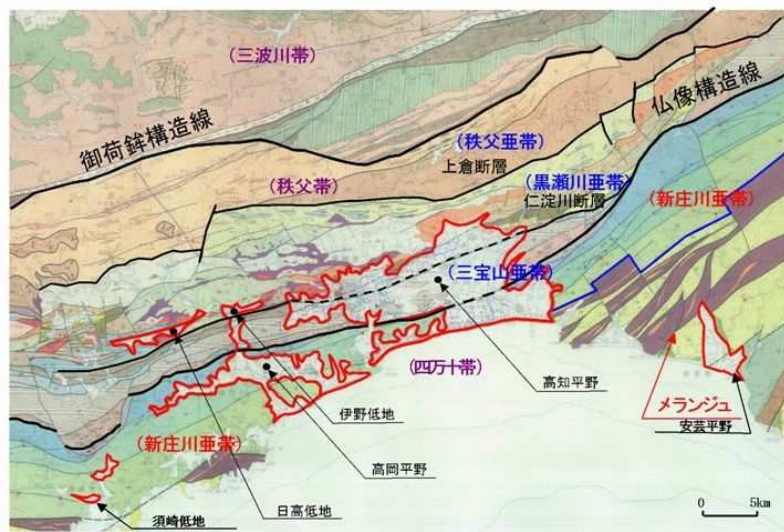 (三波川帯)
御荷鉾構造線
仏像構造線
(秩父亜帯)
上倉断層
(秩父帯)
(黒瀬川亜帯)
仁淀川断層
(新庄川亜帯)
(三宝山亜帯)
(四万十帯)
高知平野
メランジュ
伊野低地
安芸平野
(新庄川亜帯)
高岡平野
日高低地
須崎低地
0 5km